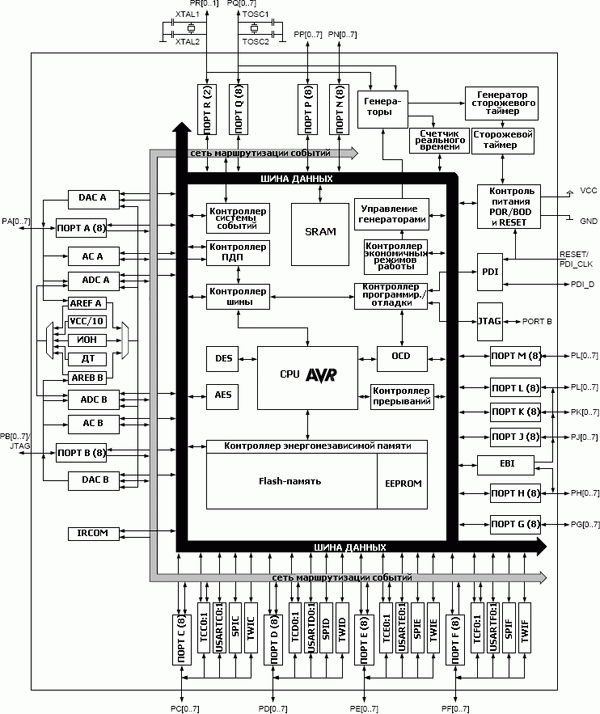 PR[0..1]
PQ[0..7]
XTAL1
TOSC1
XTAL2
TOSC2
PP[0..7]
PN[0..7]
ПОРТ R (2)
ПОРТ Q (8)
ПОРТ P (8)
ПОРТ N (8)
Генера-
торы
Генератор
сторожевого
таймер
Счетчик
реального
времени
Сторожевой
таймер
сеть маршрутизации событий
ШИНА ДАННЫХ
Контроллер
системы
событий
SRAM
Управление
генераторами
Контроль
питания
POR/BOD
и RESET
VCC
GND
Контроллер
ПДП
Контроллер
экономичных
режимов
работы
RESET/
PDI_CLK
PDI
PDI_D
Контроллер
шины
Контроллер
программир./
отладки
JTAG
PORT B
DAC A
PA[0..7]
ПОРТ A (8)
AC A
ADC A
AREF A
VCC/10
ИОН
ДТ
AREB B
ADC B
AC B
PB[0..7]/
JTAG
ПОРТ B (8)
DAC B
IRCOM
DES
CPU AVR
OCD
AES
Контроллер
прерываний
Контроллер энергонезависимой памяти
Flash-память
EEPROM
ПОРТ M (8)
PL[0..7]
ПОРТ L (8)
PL[0..7]
ПОРТ K (8)
PK[0..7]
ПОРТ J (8)
PJ[0..7]
EBI
ПОРТ H (8)
PH[0..7]
ПОРТ G (8)
PG[0..7]
ШИНА ДАННЫХ
сеть маршрутизации событий
ПОРТ C (8)
TCC0:1
USARTC0:1
SPIC
TWIC
ПОРТ D (8)
TCD0:1
USARTD0:1
SPID
TWID
ПОРТ E (8)
TCE0:1
USARTE0:1
SPIE
TWIE
ПОРТ F (8)
TCF0:1
USARTF0:1
SPIF
TWIF
PC[0..7]
PD[0..7]
PE[0..7]
PF[0..7]